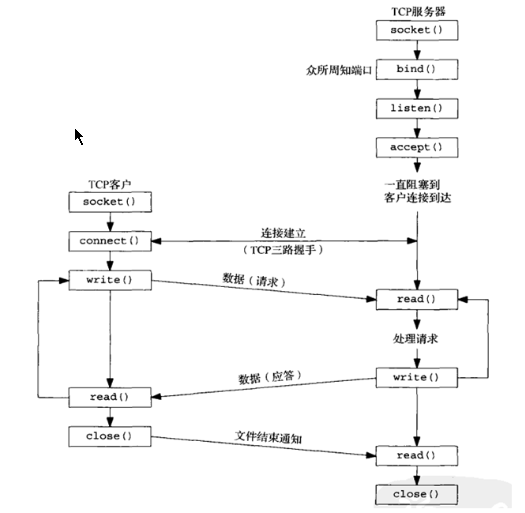 TCP服务器
socket()
众所周知端口
bind()
listen()
accept()
一直阻塞到
客户连接到达
TCP客户
socket()
connect()
连接建立
(TCP三路握手)
write()
数据(请求)
read()
处理请求
write()
数据(应答)
read()
close()
文件结束通知
read()
close()